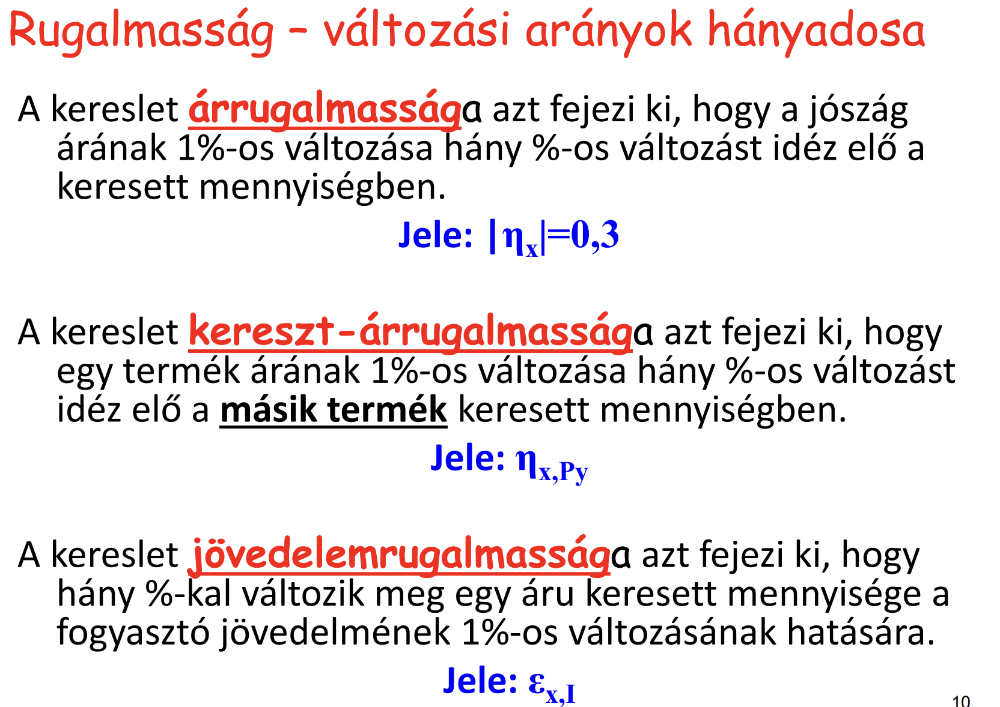 Rugalmasság – változási arányok hányadosa
A kereslet árrugalmassága azt fejezi ki, hogy a jószág
árának 1%-os változása hány %-os változást idéz elő a
keresett mennyiségben.
Jele: |ηx|=0,3
A kereslet kereszt-árrugalmassága azt fejezi ki, hogy
egy termék árának 1%-os változása hány %-os változást
idéz elő a másik termék keresett mennyiségben.
Jele: ηx,Py
A kereslet jövedelemrugalmassága azt fejezi ki, hogy
hány %-kal változik meg egy áru keresett mennyisége a
fogyasztó jövedelmének 1%-os változásának hatására.
Jele: εx,I
10